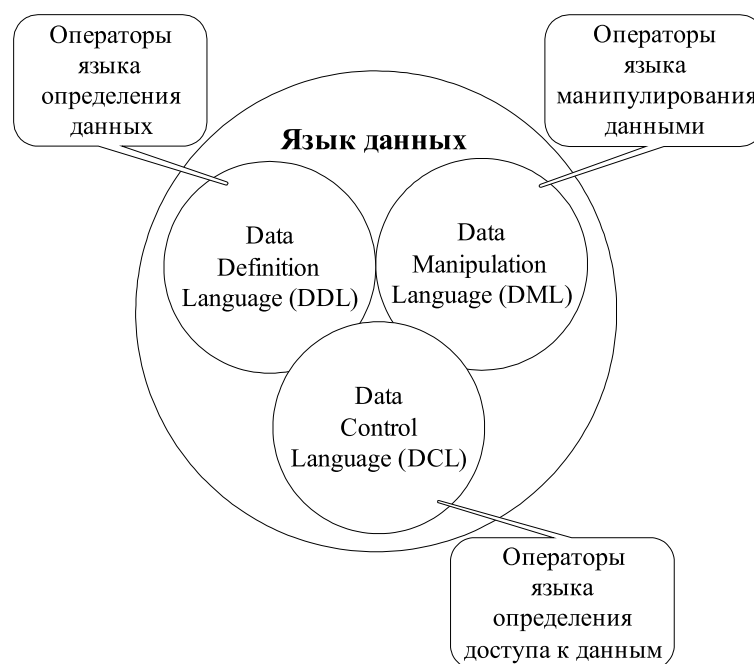 Операторы
языка
определения
данных
Операторы
языка
манипулирования
данными
Язык данных
Data
Definition
Language (DDL)
Data
Manipulation
Language (DML)
Data
Control
Language (DCL)
Операторы
языка
определения
доступа к данным